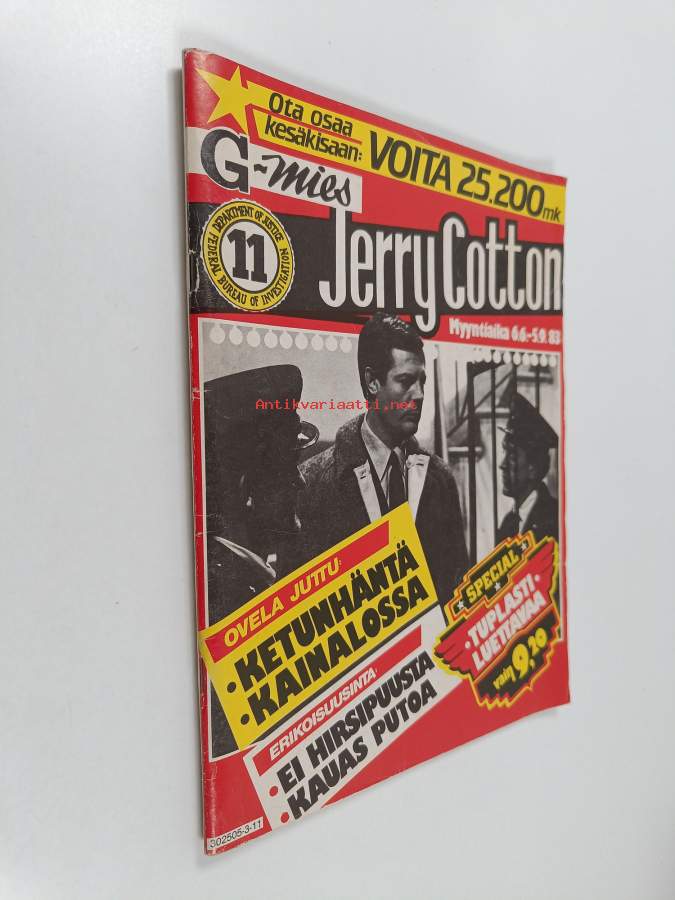 Ota osaa
kesäkisaan:
VOITA 25.200 mk
G-mies
DEPARTMENT OF JUSTICE
11
FEDERAL BUREAU OF INVESTIGATION
Jerry Cotton
Myyntiaika 6.6.-5.9.83
Antikvariaatti.net
OVELA JUTTU:
• KETUNHÄNTÄ
• KAINALOSSA
SPECIAL
• TUPLASTI •
LUETTAVAA
vain 9,20
ERIKOISUUSINTA:
• EI HIRSIPUUSTA
• KAUAS PUTOA
302505-3-11